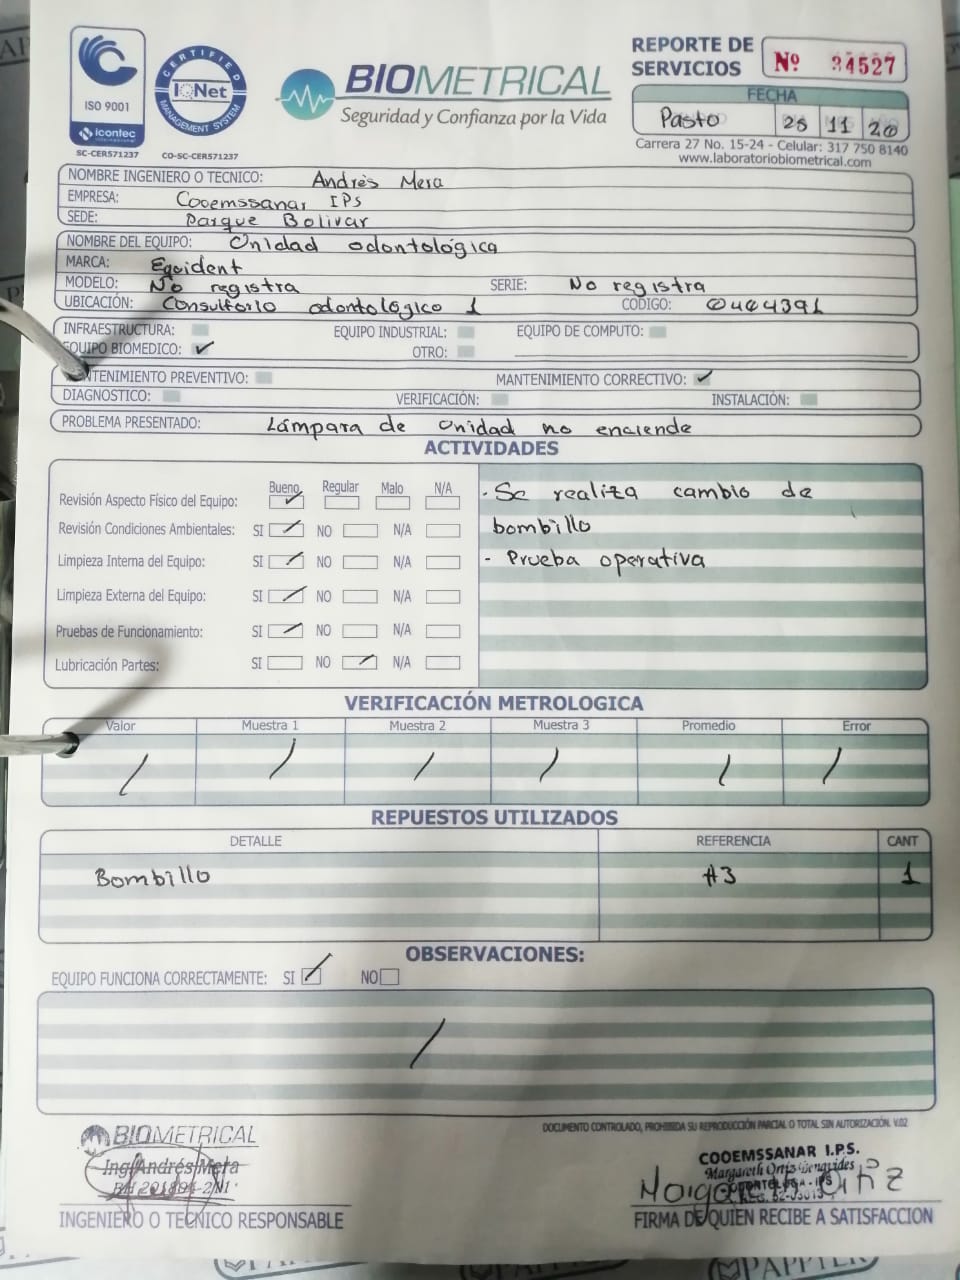 ISO 9001
icontec
internacional
SC-CER571237
CERTIFIED
IQNet
MANAGEMENT SYSTEM
CO-SC-CER571237
BIOMETRICAL
Seguridad y Confianza por la Vida
REPORTE DE SERVICIOS Nº 34527
FECHA
Pasto 25 11 20
Carrera 27 No. 15-24 - Celular: 317 750 8140
www.laboratoriobiometrical.com
NOMBRE INGENIERO O TECNICO: Andrés Mera
EMPRESA: Cooemssanar IPS
SEDE: Parque Bolivar
NOMBRE DEL EQUIPO: Unidad odontológica
MARCA: Equident
MODELO: No registra SERIE: No registra
UBICACIÓN: Consultorio odontológico 1 CODIGO: 0404391
INFRAESTRUCTURA: EQUIPO INDUSTRIAL: EQUIPO DE COMPUTO:
EQUIPO BIOMEDICO: ✓ OTRO:
MANTENIMIENTO PREVENTIVO: MANTENIMIENTO CORRECTIVO: ✓
DIAGNOSTICO: VERIFICACIÓN: INSTALACIÓN:
PROBLEMA PRESENTADO: Lámpara de Unidad no enciende
ACTIVIDADES
Bueno Regular Malo N/A
Revisión Aspecto Físico del Equipo:
Revisión Condiciones Ambientales: SI NO N/A
Limpieza Interna del Equipo: SI NO N/A
Limpieza Externa del Equipo: SI NO N/A
Pruebas de Funcionamiento: SI NO N/A
Lubricación Partes: SI NO N/A
- Se realiza cambio de
bombillo
- Prueba operativa
VERIFICACIÓN METROLOGICA
Valor Muestra 1 Muestra 2 Muestra 3 Promedio Error
/ / / / / /
REPUESTOS UTILIZADOS
DETALLE REFERENCIA CANT
Bombillo #3 1
OBSERVACIONES:
EQUIPO FUNCIONA CORRECTAMENTE: SI NO
/
DOCUMENTO CONTROLADO, PROHIBIDA SU REPRODUCCIÓN PARCIAL O TOTAL SIN AUTORIZACIÓN. V.02
BIOMETRICAL
Ing Andrés Mera
INGENIERO O TECNICO RESPONSABLE
COOEMSSANAR I.P.S.
Margareth Ortiz Benavides
ODONTOLOGA - IPS
Margareth Ortiz
FIRMA DE QUIEN RECIBE A SATISFACCION